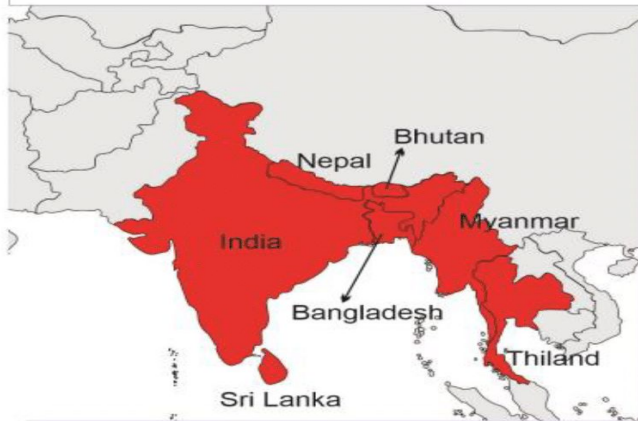 Bhutan
Nepal
Myanmar
India
Bangladesh
Thiland
Sri Lanka